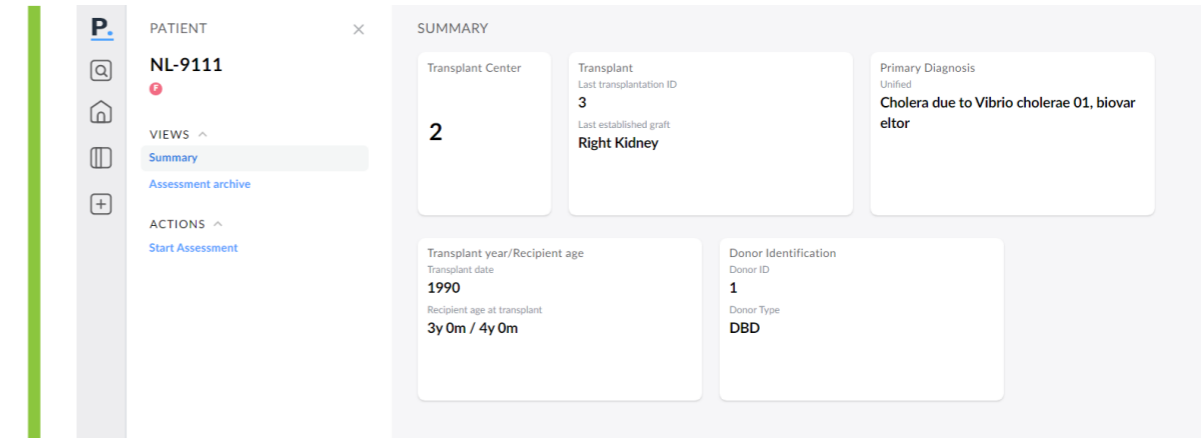 P.
PATIENT
NL-9111
F
VIEWS
Summary
Assessment archive
ACTIONS
Start Assessment
SUMMARY
Transplant Center
2
Transplant
Last transplantation ID
3
Last established graft
Right Kidney
Primary Diagnosis
Unified
Cholera due to Vibrio cholerae 01, biovar
eltor
Transplant year/Recipient age
Transplant date
1990
Recipient age at transplant
3y 0m / 4y 0m
Donor Identification
Donor ID
1
Donor Type
DBD